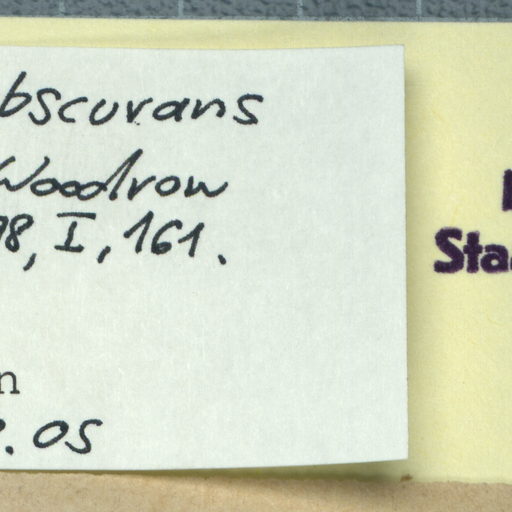 bscurans
Woodrow
98, I, 161.
n
. 05
Sta